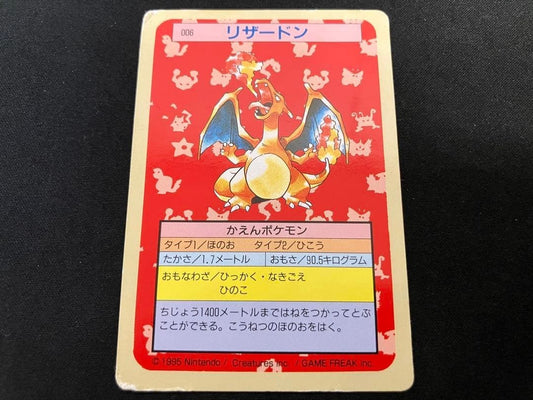 006 リザードン
かえんポケモン
タイプ1/ほのお タイプ2/ひこう
たかさ/1.7メートル おもさ/90.5キログラム
おもなわざ/ひっかく・なきごえ
ひのこ
ちじょう1400メートルまではねをつかってとぶ
ことができる。こうねつのほのおをはく。
© 1995 Nintendo / Creatures inc. / GAME FREAK inc.